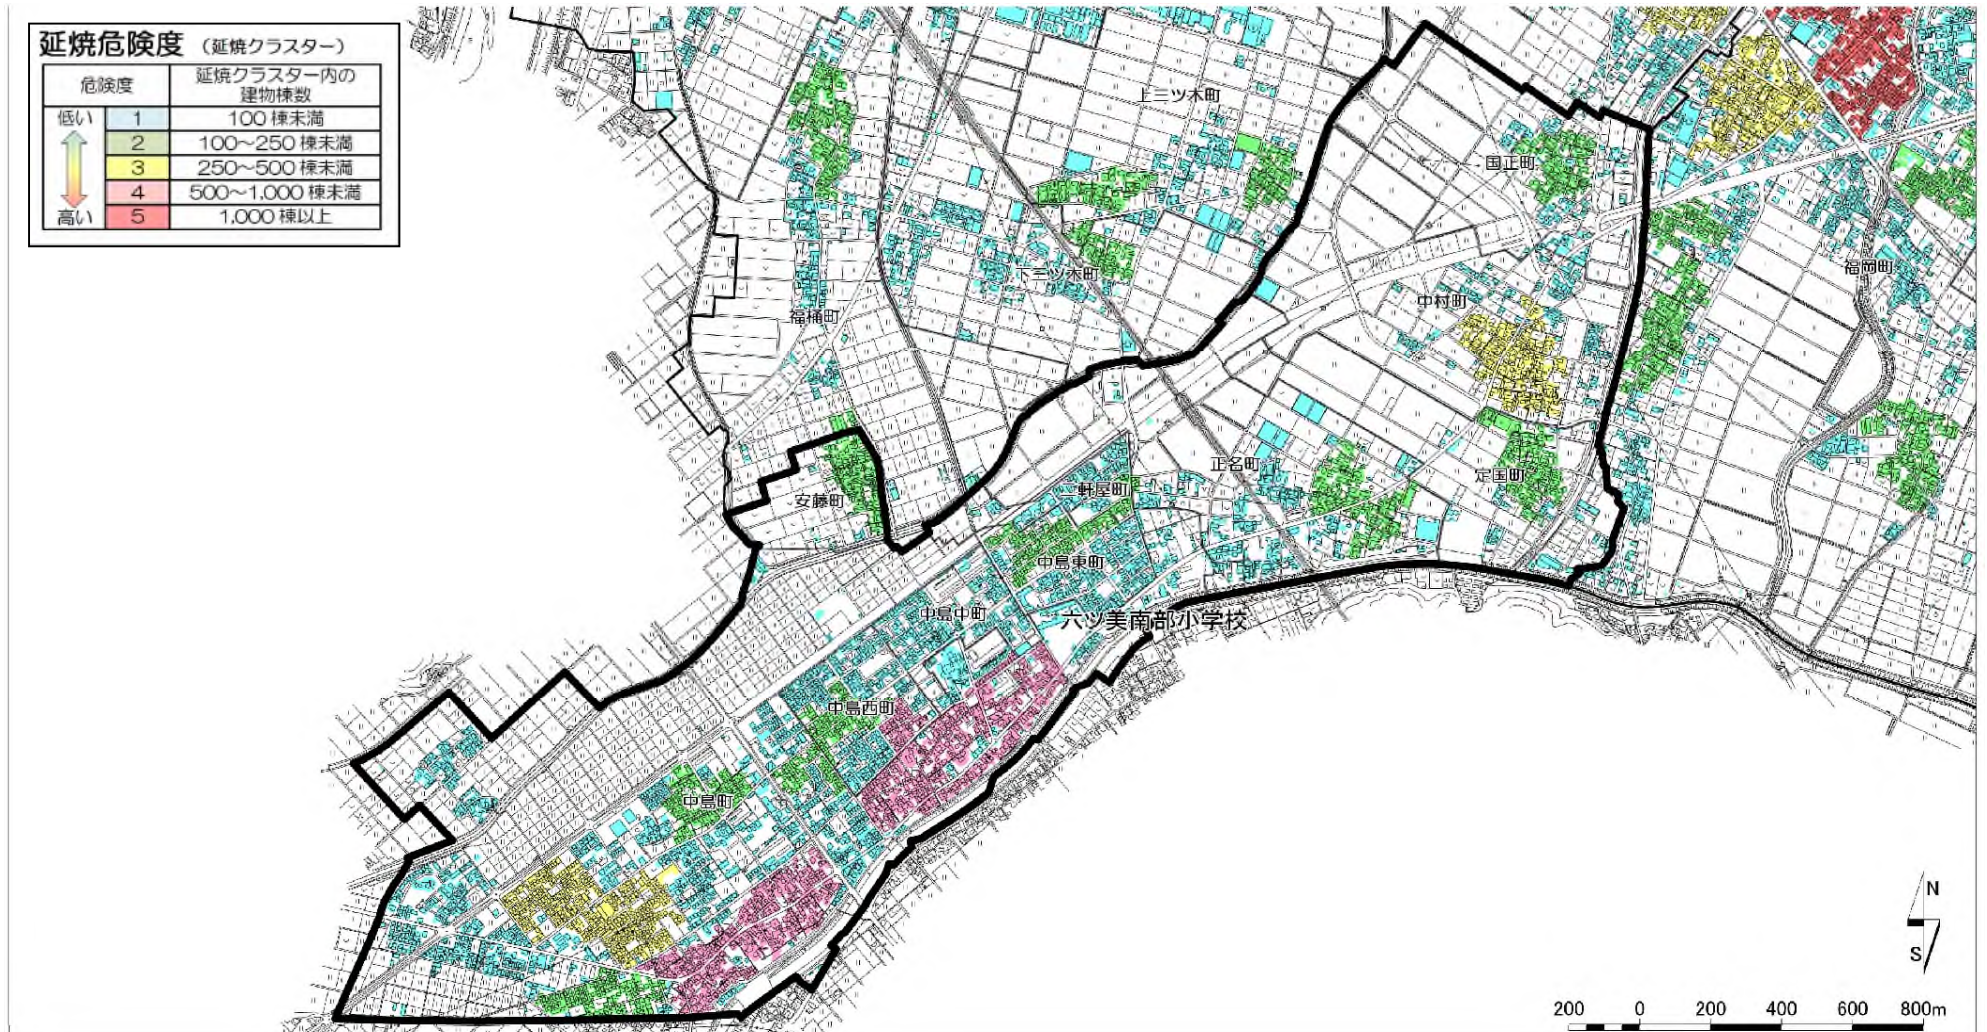 延焼危険度 （延焼クラスター）
危険度 延焼クラスター内の
建物棟数
低い 1 100 棟未満
2 100～250 棟未満
3 250～500 棟未満
4 500～1,000 棟未満
高い 5 1,000 棟以上
上三ツ木町
国正町
下三ツ木町
福岡町
中村町
福桶町
正名町
定国町
安藤町
一軒屋町
中島東町
中島中町
六ツ美南部小学校
中島西町
中島町
N
S
200 0 200 400 600 800m